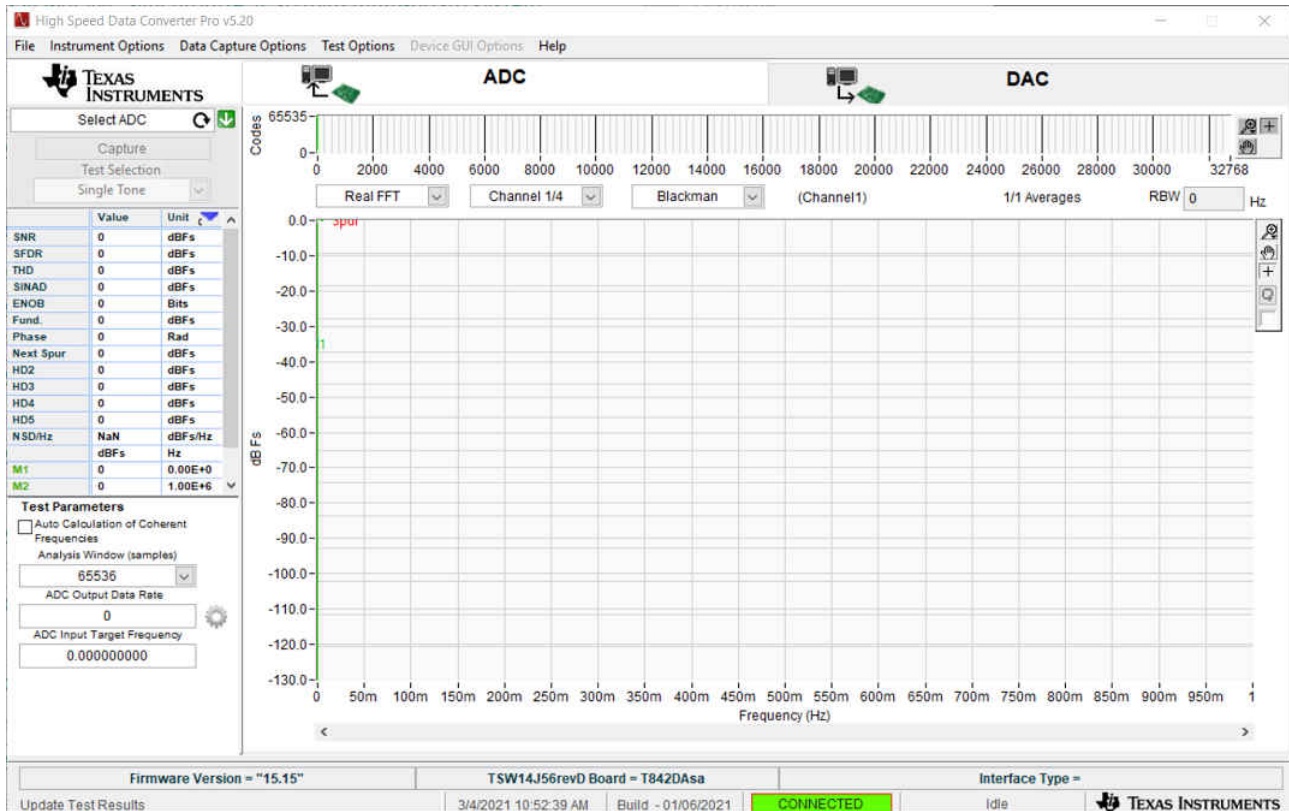 High Speed Data Converter Pro v5.20
File Instrument Options Data Capture Options Test Options Device GUI Options Help
TEXAS INSTRUMENTS
ADC
DAC
Select ADC
Capture
Test Selection
Single Tone
Value Unit
SNR 0 dBFs
SFDR 0 dBFs
THD 0 dBFs
SINAD 0 dBFs
ENOB 0 Bits
Fund. 0 dBFs
Phase 0 Rad
Next Spur 0 dBFs
HD2 0 dBFs
HD3 0 dBFs
HD4 0 dBFs
HD5 0 dBFs
NSD/Hz NaN dBFs/Hz
dBFs Hz
M1 0 0.00E+0
M2 0 1.00E+6
Test Parameters
Auto Calculation of Coherent
Frequencies
Analysis Window (samples)
65536
ADC Output Data Rate
0
ADC Input Target Frequency
0.000000000
Codes
65535
0
0 2000 4000 6000 8000 10000 12000 14000 16000 18000 20000 22000 24000 26000 28000 30000 32768
Real FFT Channel 1/4 Blackman (Channel1) 1/1 Averages RBW 0 Hz
Spur
dBFs
0.0
-10.0
-20.0
-30.0
-40.0
-50.0
-60.0
-70.0
-80.0
-90.0
-100.0
-110.0
-120.0
-130.0
0 50m 100m 150m 200m 250m 300m 350m 400m 450m 500m 550m 600m 650m 700m 750m 800m 850m 900m 950m 1
Frequency (Hz)
Firmware Version = "15.15" TSW14J56revD Board = T842DAsa Interface Type =
Update Test Results 3/4/2021 10:52:39 AM Build - 01/06/2021 CONNECTED Idle TEXAS INSTRUMENTS